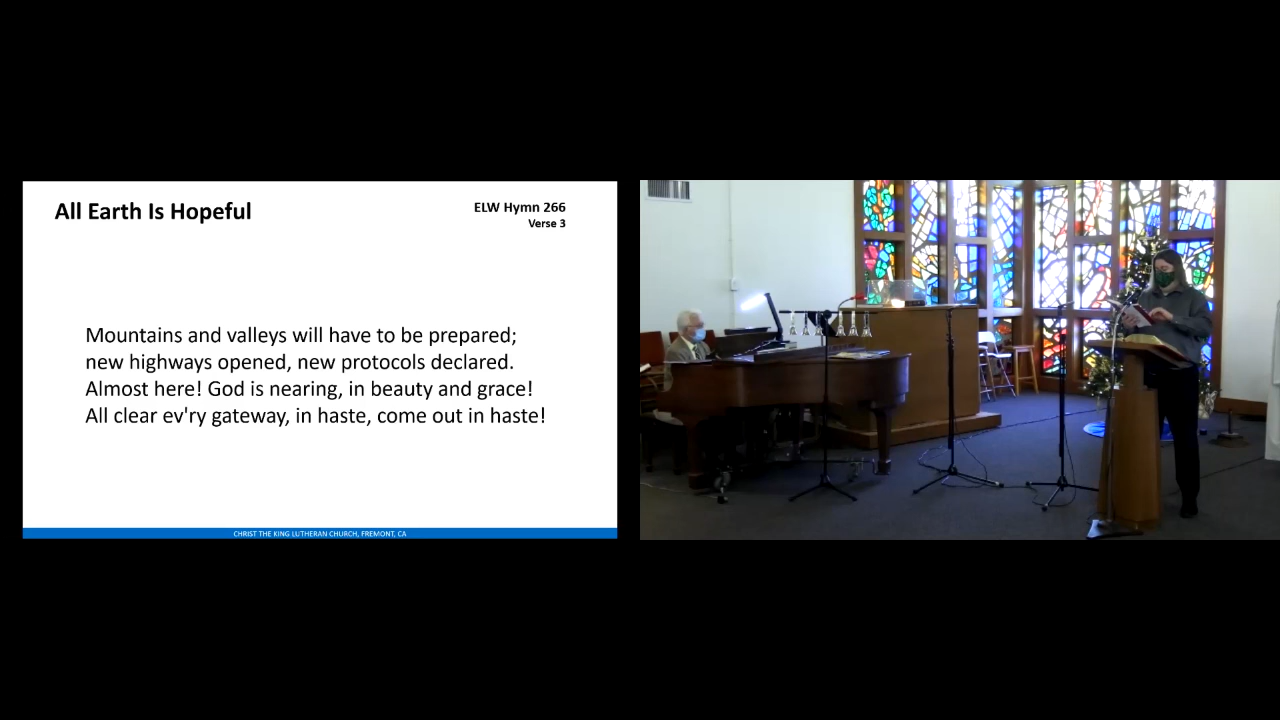 All Earth Is Hopeful
ELW Hymn 266
Verse 3
Mountains and valleys will have to be prepared;
new highways opened, new protocols declared.
Almost here! God is nearing, in beauty and grace!
All clear ev'ry gateway, in haste, come out in haste!
CHRIST THE KING LUTHERAN CHURCH, FREMONT, CA